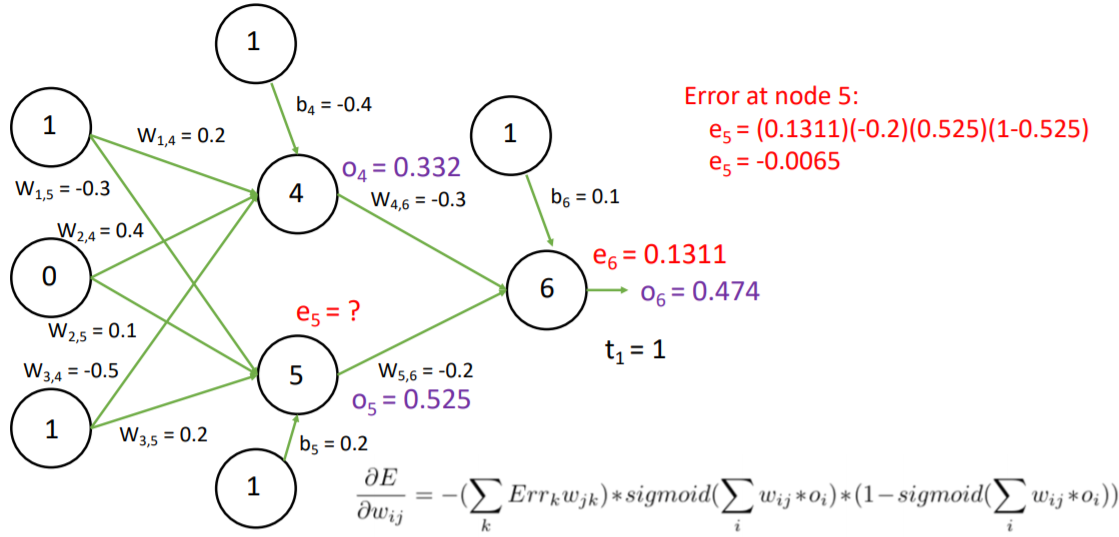 1
b₄ = -0.4
1
W₁,₄ = 0.2
1
Error at node 5:
e₅ = (0.1311)(-0.2)(0.525)(1-0.525)
e₅ = -0.0065
W₁,₅ = -0.3
4
o₄ = 0.332
W₄,₆ = -0.3
b₆ = 0.1
W₂,₄ = 0.4
0
6
e₆ = 0.1311
o₆ = 0.474
W₂,₅ = 0.1
e₅ = ?
t₁ = 1
W₃,₄ = -0.5
5
W₅,₆ = -0.2
o₅ = 0.525
1
W₃,₅ = 0.2
b₅ = 0.2
1
∂E/∂wᵢⱼ = −(∑ₖ Errₖwⱼₖ)∗sigmoid(∑ᵢ wᵢⱼ∗oᵢ)∗(1−sigmoid(∑ᵢ wᵢⱼ∗oᵢ))